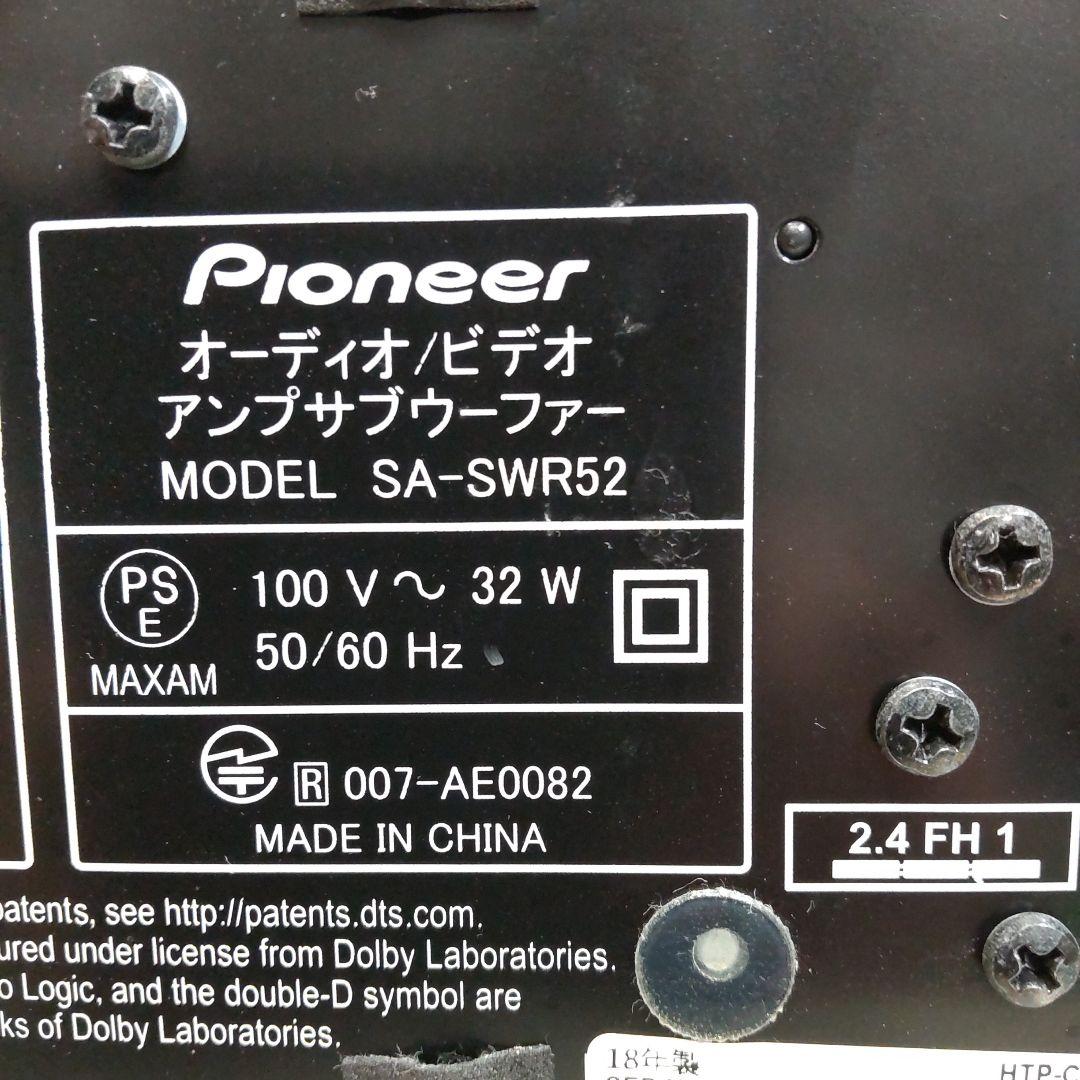 Pioneer
オーディオ/ビデオ
アンプサブウーファー
MODEL SA-SWR52
PS
E
MAXAM
100 V ～ 32 W
50/60 Hz
R 007-AE0082
MADE IN CHINA
2.4 FH 1
patents, see http://patents.dts.com.
under license from Dolby Laboratories.
Logic, and the double-D symbol are
of Dolby Laboratories.
18年製
HTP-C